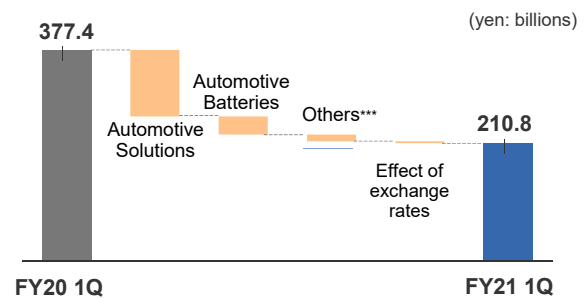 (yen: billions)
377.4
Automotive
Batteries
Others***
Automotive
Solutions
210.8
Effect of
exchange
rates
FY20 1Q
FY21 1Q